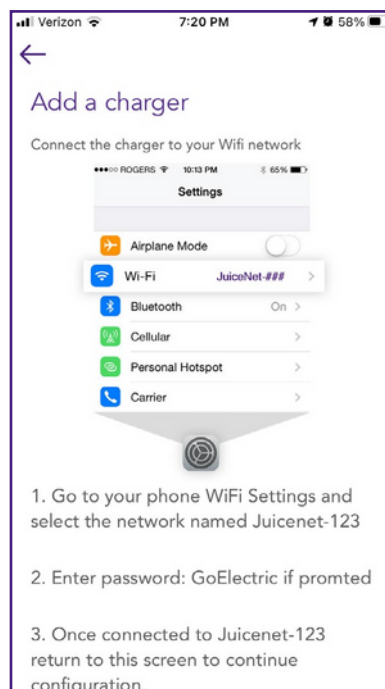 Verizon 7:20 PM 58%
Add a charger
Connect the charger to your Wifi network
ROGERS 10:13 PM 65%
Settings
Airplane Mode
Wi-Fi JuiceNet-###
Bluetooth On
Cellular
Personal Hotspot
Carrier
1. Go to your phone WiFi Settings and
select the network named Juicenet-123
2. Enter password: GoElectric if promted
3. Once connected to Juicenet-123
return to this screen to continue
configuration.